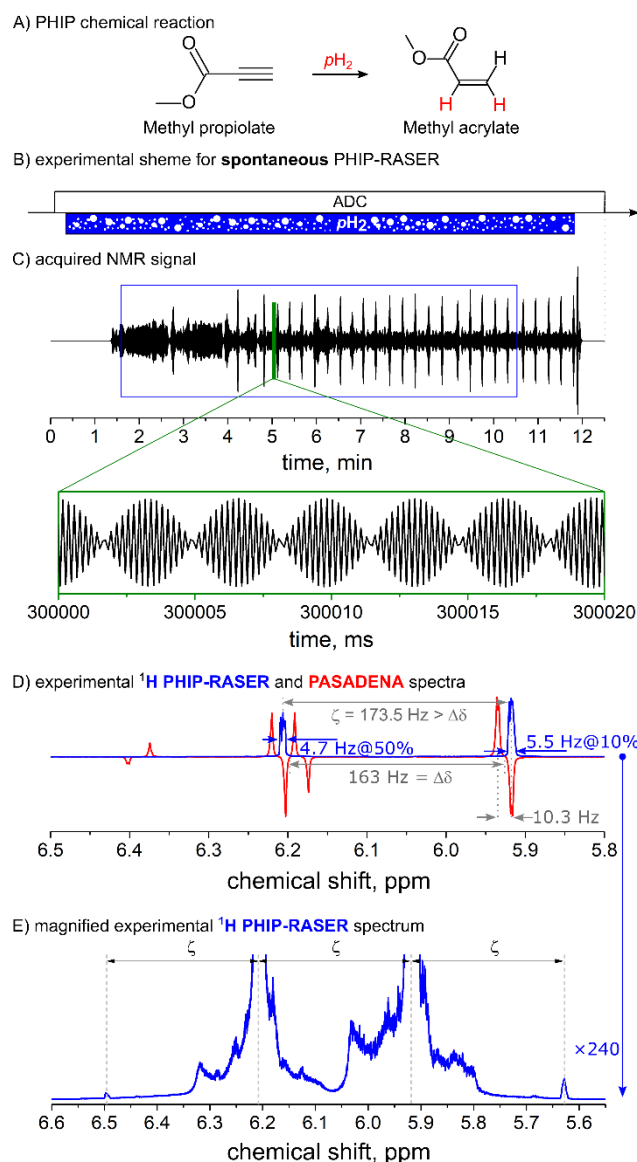 A) PHIP chemical reaction
O
O
pH2
O
O
H
H
H
Methyl propiolate
Methyl acrylate
B) experimental sheme for spontaneous PHIP-RASER
ADC
pH2
C) acquired NMR signal
0 1 2 3 4 5 6 7 8 9 10 11 12
time, min
300000 300005 300010 300015 300020
time, ms
D) experimental ¹H PHIP-RASER and PASADENA spectra
ζ = 173.5 Hz > Δδ
4.7 Hz@50%
5.5 Hz@10%
163 Hz = Δδ
10.3 Hz
6.5 6.4 6.3 6.2 6.1 6.0 5.9 5.8
chemical shift, ppm
E) magnified experimental ¹H PHIP-RASER spectrum
ζ ζ ζ
×240
6.6 6.5 6.4 6.3 6.2 6.1 6.0 5.9 5.8 5.7 5.6
chemical shift, ppm